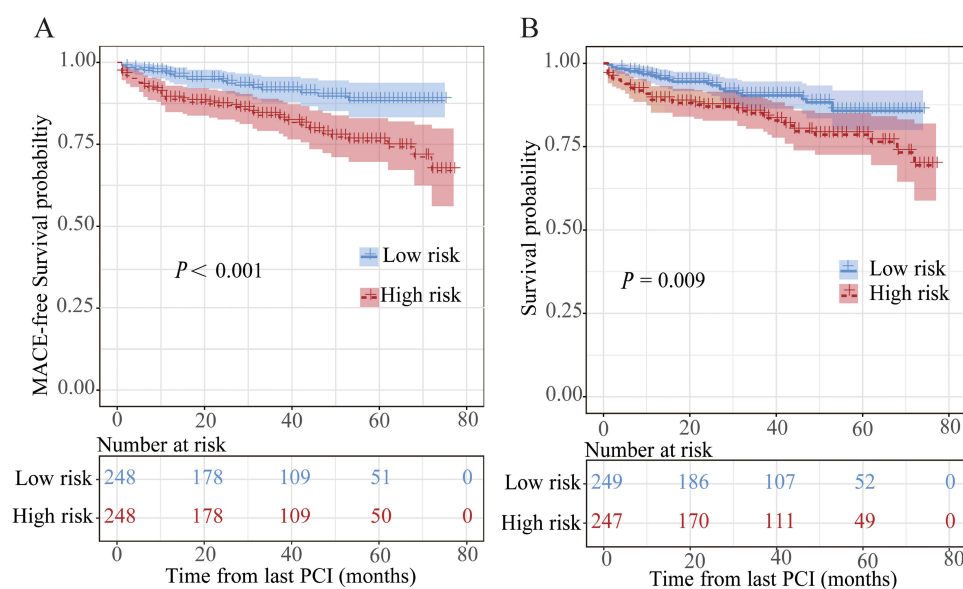 A
MACE-free Survival probability
1.00
0.75
0.50
0.25
0.00
P < 0.001
Low risk
High risk
0 20 40 60 80
Number at risk
Low risk 248 178 109 51 0
High risk 248 178 109 50 0
0 20 40 60 80
Time from last PCI (months)
B
Survival probability
1.00
0.75
0.50
0.25
0.00
P = 0.009
Low risk
High risk
0 20 40 60 80
Number at risk
Low risk 249 186 107 52 0
High risk 247 170 111 49 0
0 20 40 60 80
Time from last PCI (months)